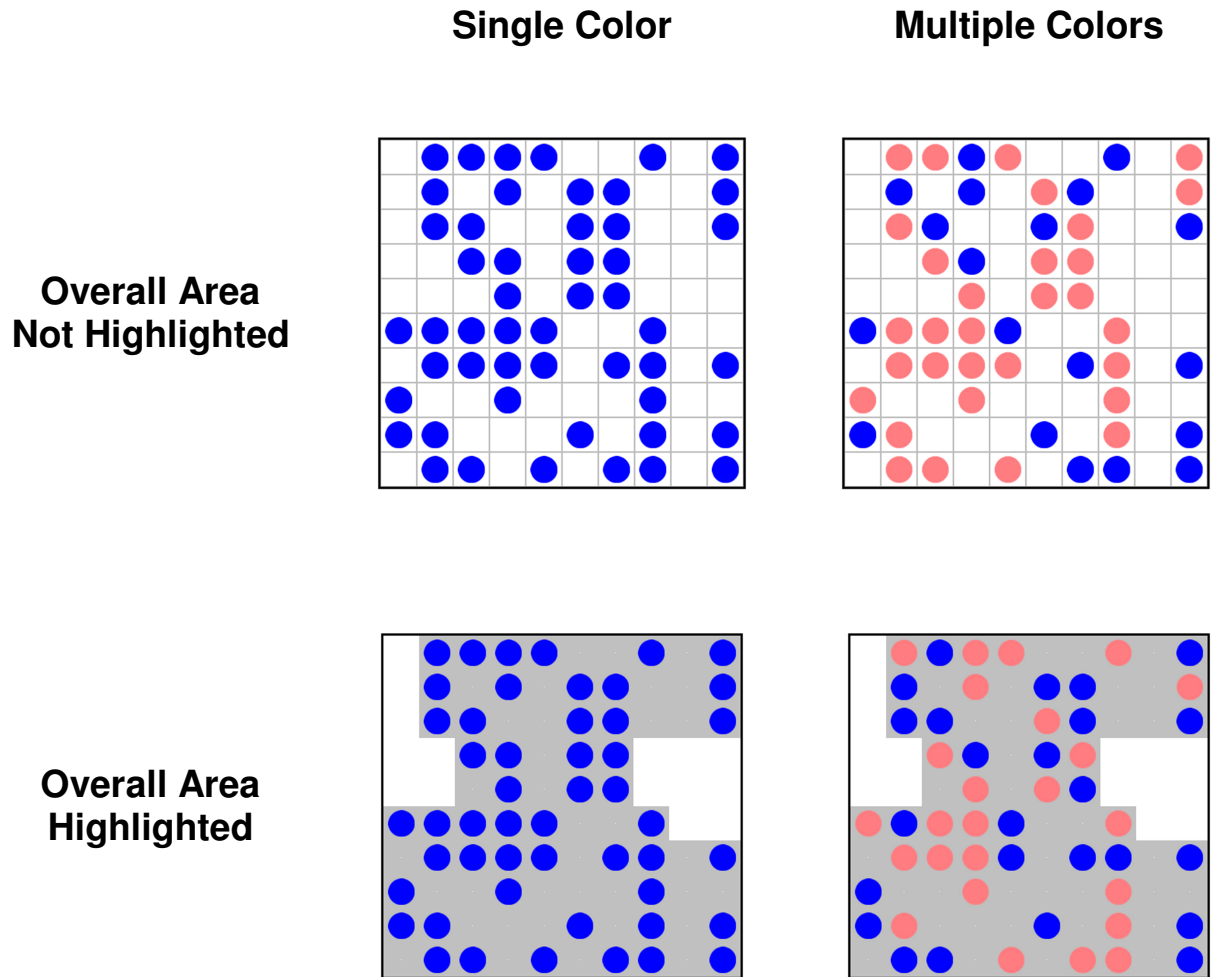 Single Color
Multiple Colors
Overall Area
Not Highlighted
Overall Area
Highlighted